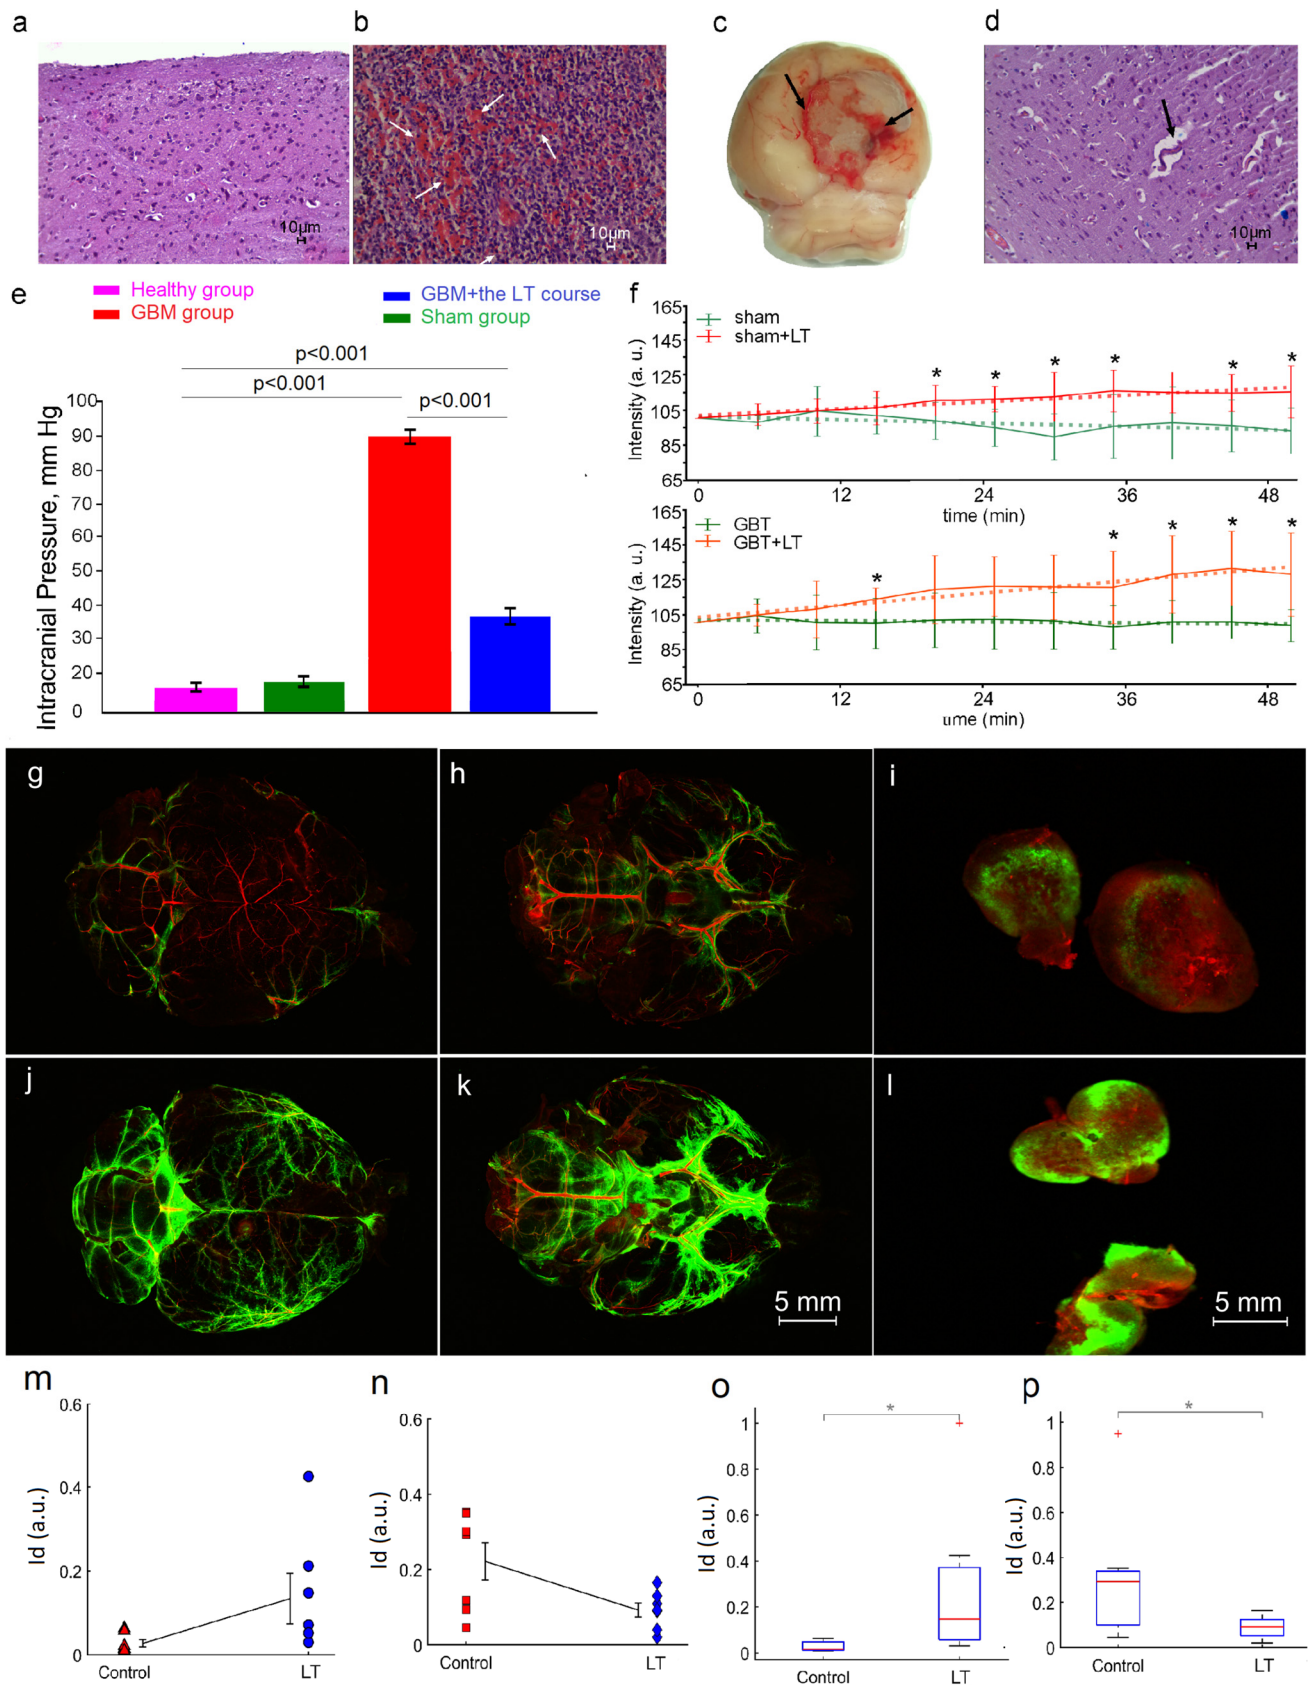 a
b
c
d
10µm
10µm
10µm
e
Healthy group
GBM group
GBM+the LT course
Sham group
p<0.001
p<0.001
p<0.001
Intracranial Pressure, mm Hg
100
90
80
70
60
50
40
30
20
0
f
165
145
125
105
85
65
Intensity (a. u.)
sham
sham+LT
* * * * * *
0 12 24 36 48
time (min)
165
145
125
105
85
65
Intensity (a. u.)
GBT
GBT+LT
* * * * *
0 12 24 36 48
ume (min)
g
h
i
j
k
l
5 mm
5 mm
m
0.6
0.4
0.2
0
Id (a.u.)
Control LT
n
0.6
0.4
0.2
0
Id (a.u.)
Control LT
o
1
0.8
0.6
0.4
0.2
0
Id (a.u.)
*
+
Control LT
p
1
0.8
0.6
0.4
0.2
0
Id (a.u.)
*
+
Control LT